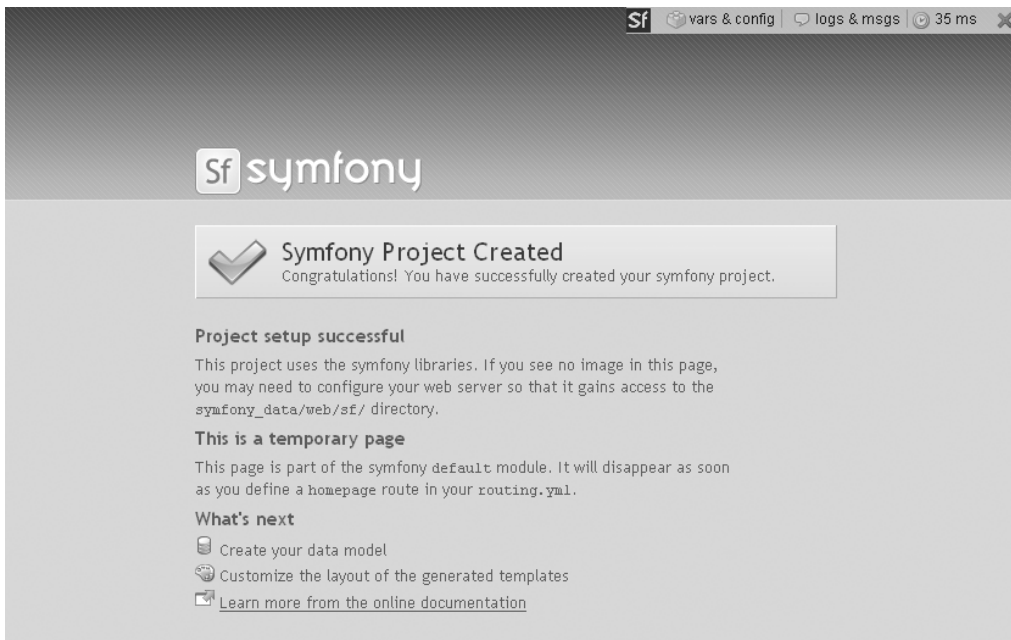 Sf vars & config logs & msgs 35 ms
Sf symfony
Symfony Project Created
Congratulations! You have successfully created your symfony project.
Project setup successful
This project uses the symfony libraries. If you see no image in this page,
you may need to configure your web server so that it gains access to the
symfony_data/web/sf/ directory.
This is a temporary page
This page is part of the symfony default module. It will disappear as soon
as you define a homepage route in your routing.yml.
What's next
Create your data model
Customize the layout of the generated templates
Learn more from the online documentation